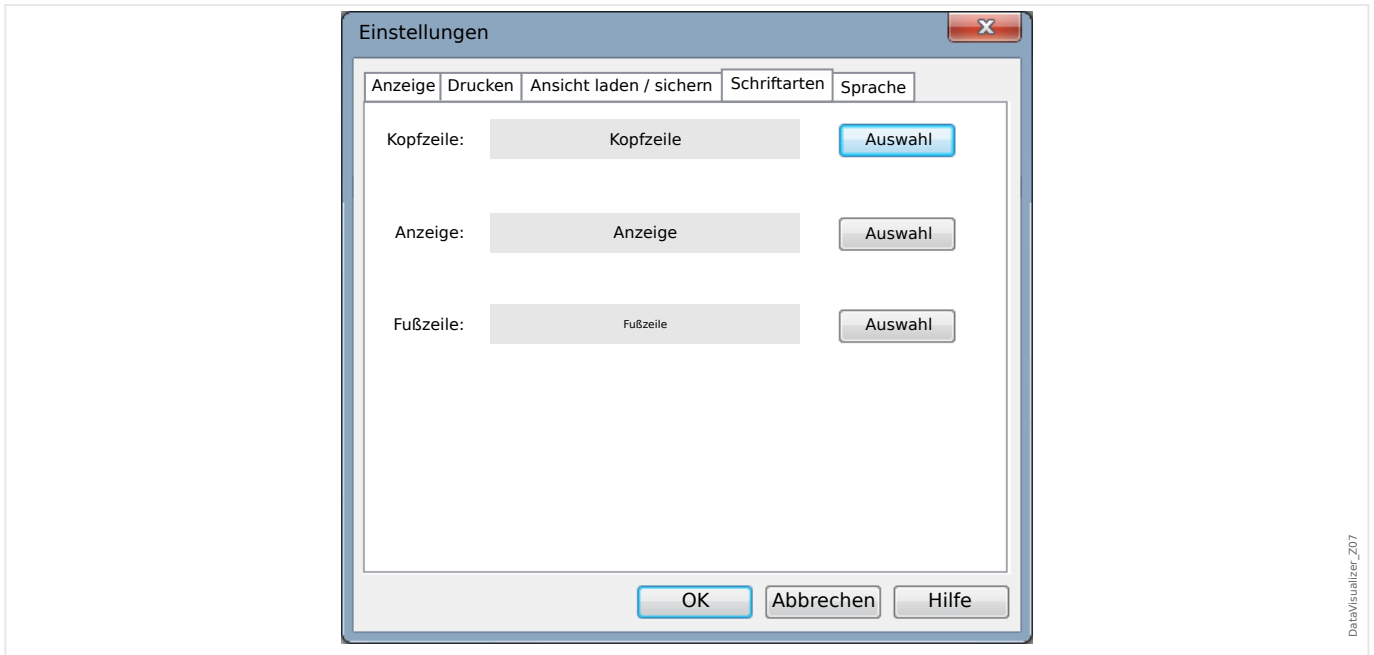 Einstellungen
Anzeige Drucken Ansicht laden / sichern Schriftarten Sprache
Kopfzeile: Kopfzeile Auswahl
Anzeige: Anzeige Auswahl
Fußzeile: Fußzeile Auswahl
OK Abbrechen Hilfe
DataVisualizer_Z07